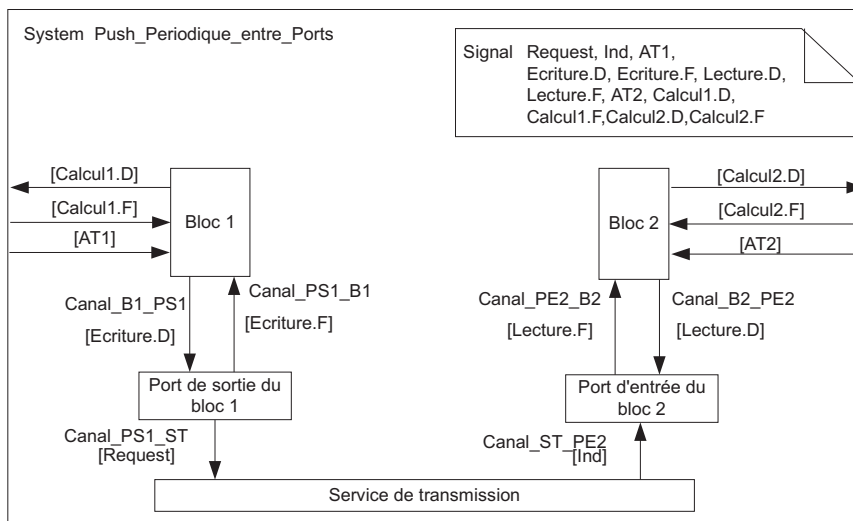 System Push_Periodique_entre_Ports
Signal Request, Ind, AT1,
Ecriture.D, Ecriture.F, Lecture.D,
Lecture.F, AT2, Calcul1.D,
Calcul1.F,Calcul2.D,Calcul2.F
[Calcul1.D]
[Calcul1.F]
[AT1]
Bloc 1
[Calcul2.D]
[Calcul2.F]
[AT2]
Bloc 2
Canal_B1_PS1
[Ecriture.D]
Canal_PS1_B1
[Ecriture.F]
Canal_PE2_B2
[Lecture.F]
Canal_B2_PE2
[Lecture.D]
Port de sortie du
bloc 1
Port d'entrée du
bloc 2
Canal_PS1_ST
[Request]
Canal_ST_PE2
[Ind]
Service de transmission